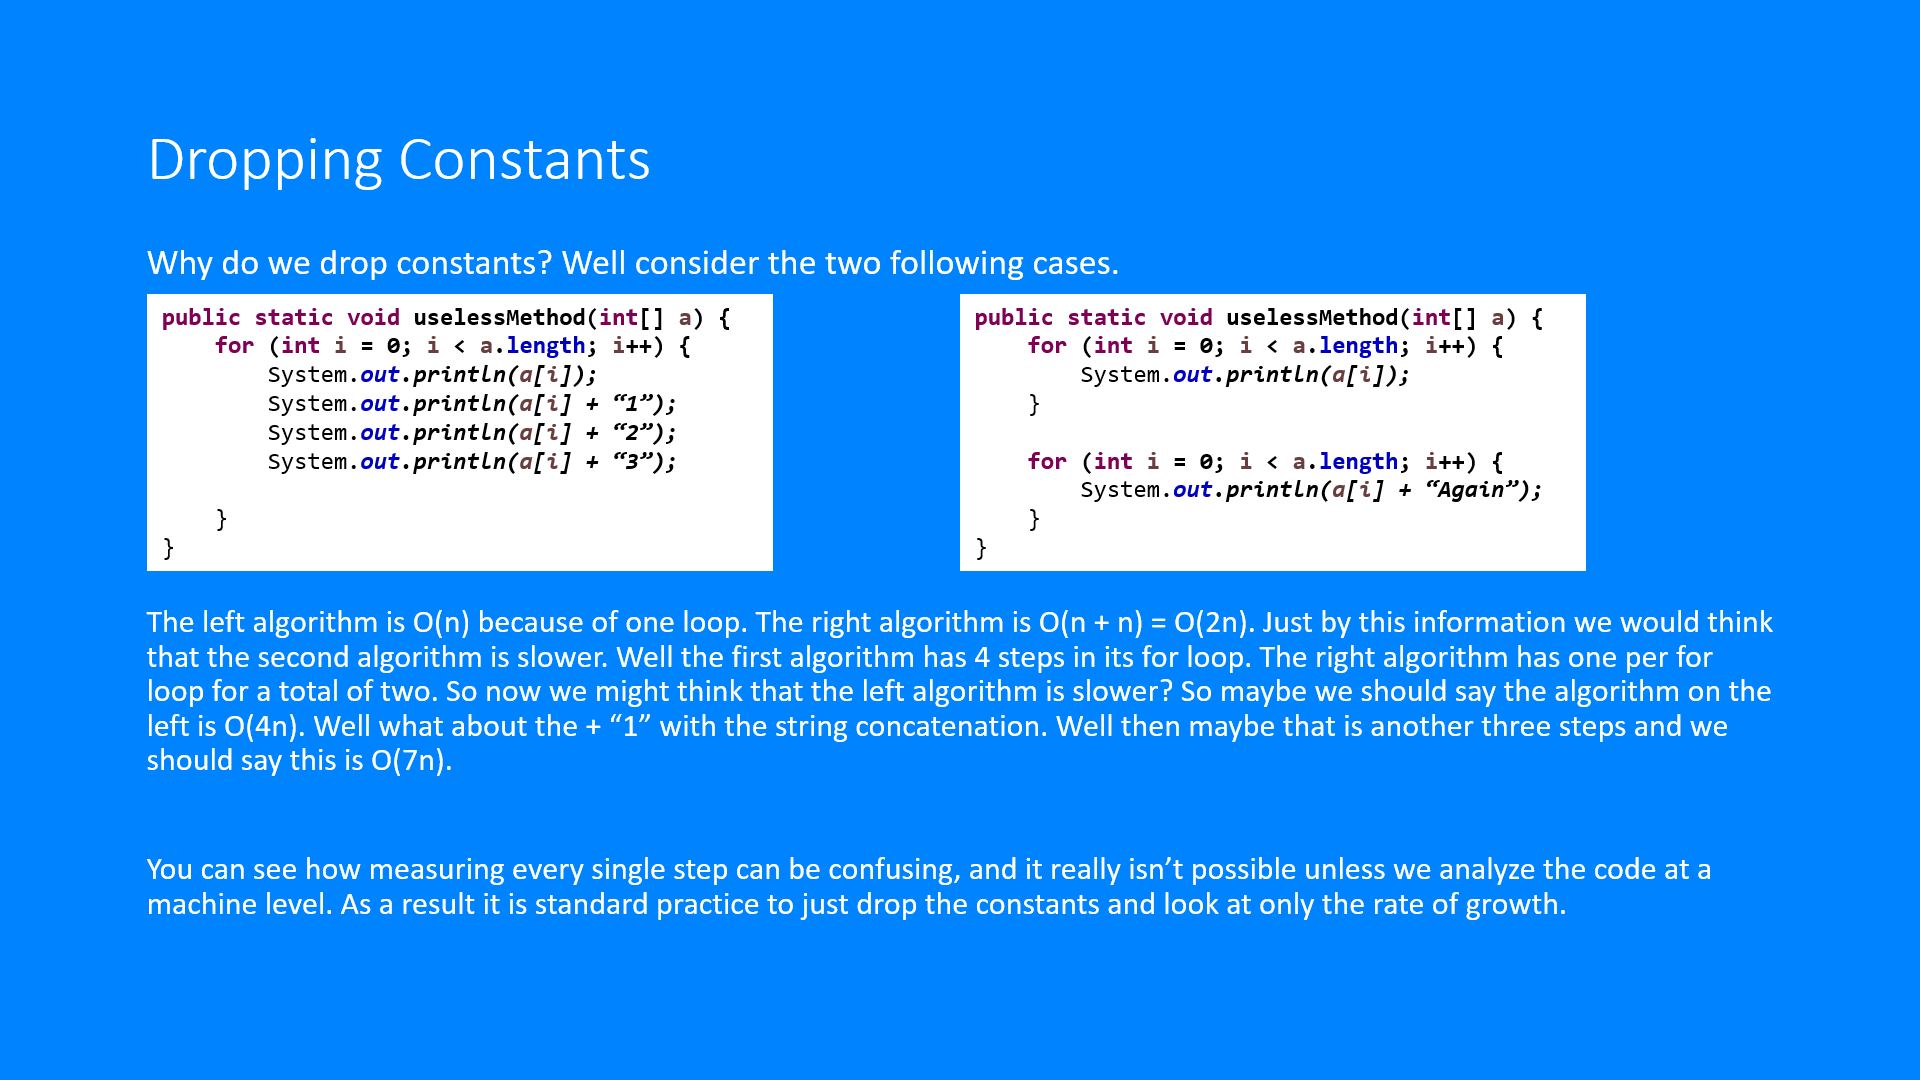 Dropping Constants
Why do we drop constants? Well consider the two following cases.
public static void uselessMethod(int[] a) {
    for (int i = 0; i < a.length; i++) {
        System.out.println(a[i]);
        System.out.println(a[i] + “1”);
        System.out.println(a[i] + “2”);
        System.out.println(a[i] + “3”);
    }
}
public static void uselessMethod(int[] a) {
    for (int i = 0; i < a.length; i++) {
        System.out.println(a[i]);
    }
    for (int i = 0; i < a.length; i++) {
        System.out.println(a[i] + “Again”);
    }
}
The left algorithm is O(n) because of one loop. The right algorithm is O(n + n) = O(2n). Just by this information we would think
that the second algorithm is slower. Well the first algorithm has 4 steps in its for loop. The right algorithm has one per for
loop for a total of two. So now we might think that the left algorithm is slower? So maybe we should say the algorithm on the
left is O(4n). Well what about the + “1” with the string concatenation. Well then maybe that is another three steps and we
should say this is O(7n).
You can see how measuring every single step can be confusing, and it really isn’t possible unless we analyze the code at a
machine level. As a result it is standard practice to just drop the constants and look at only the rate of growth.